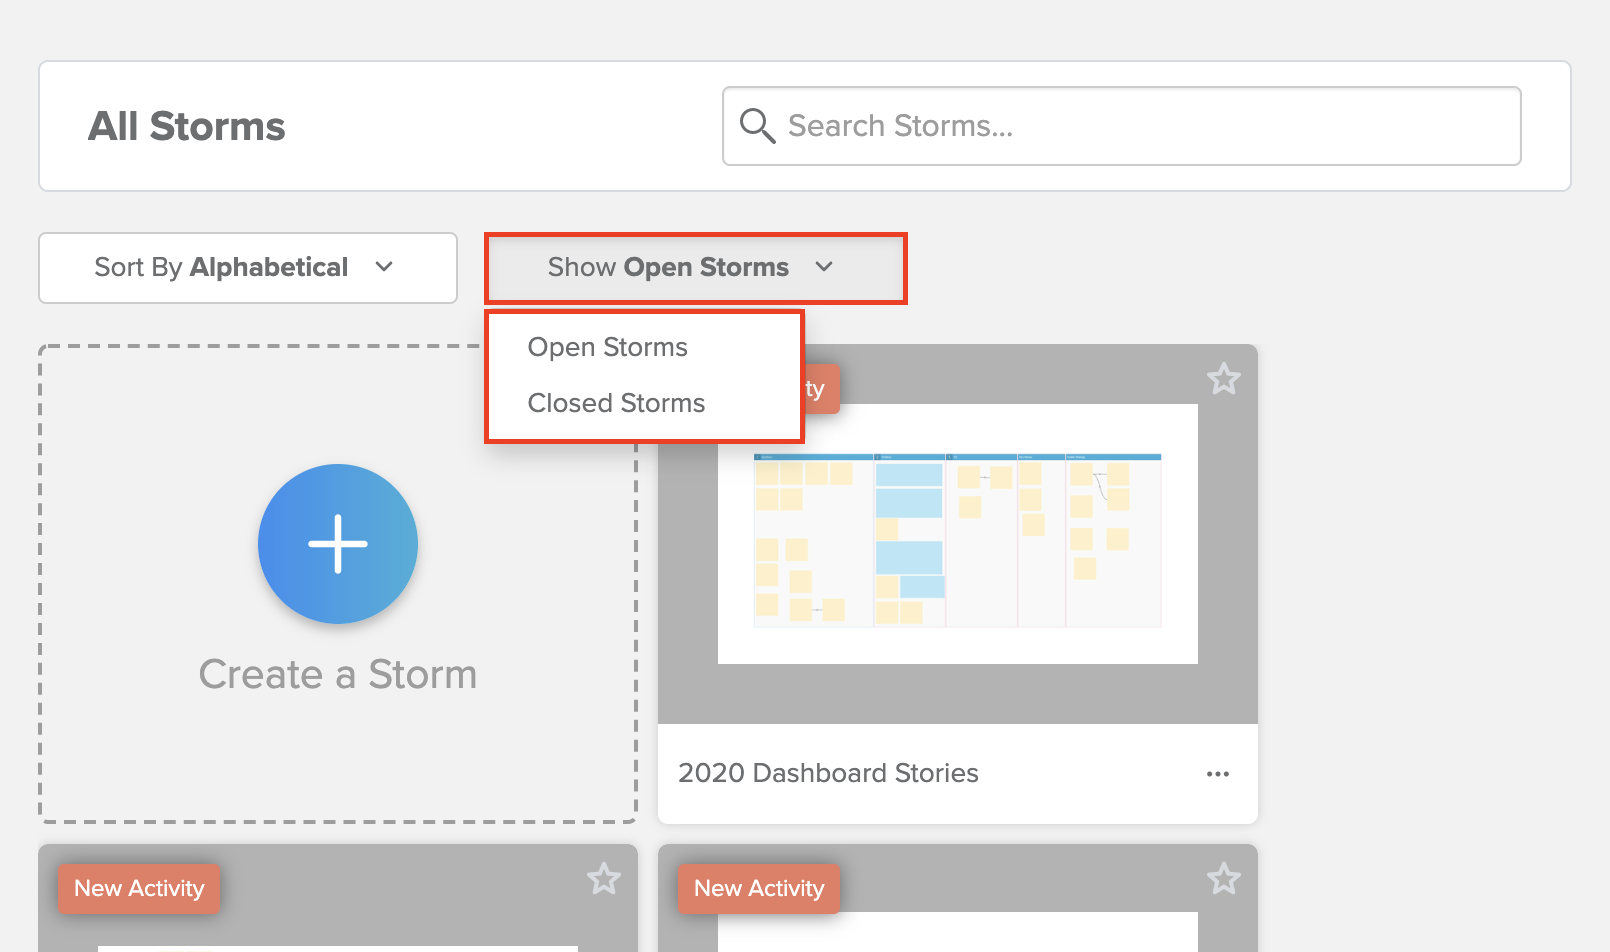 All Storms
Search Storms...
Sort By Alphabetical
Show Open Storms
Open Storms
Closed Storms
ty
Create a Storm
2020 Dashboard Stories
New Activity
New Activity